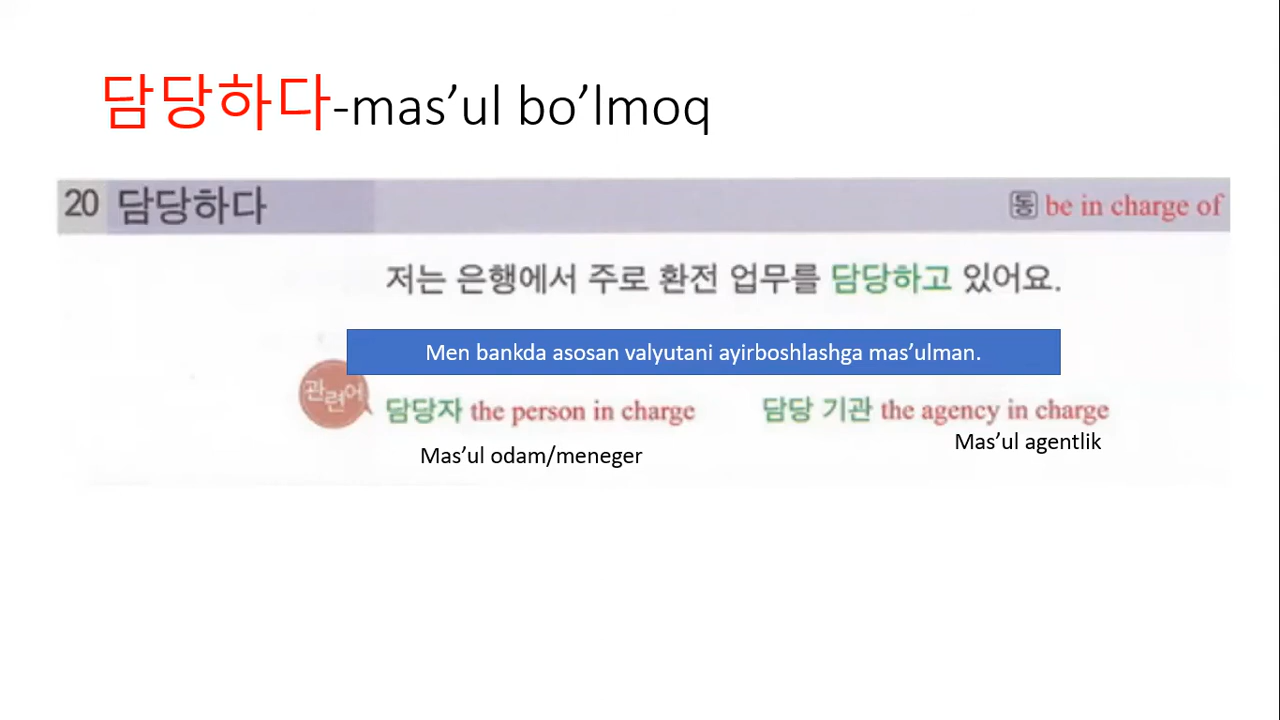 담당하다-mas’ul bo’lmoq
20 담당하다 동 be in charge of
저는 은행에서 주로 환전 업무를 담당하고 있어요.
Men bankda asosan valyutani ayirboshlashga mas’ulman.
관련어
담당자 the person in charge 담당 기관 the agency in charge
Mas’ul odam/meneger Mas’ul agentlik